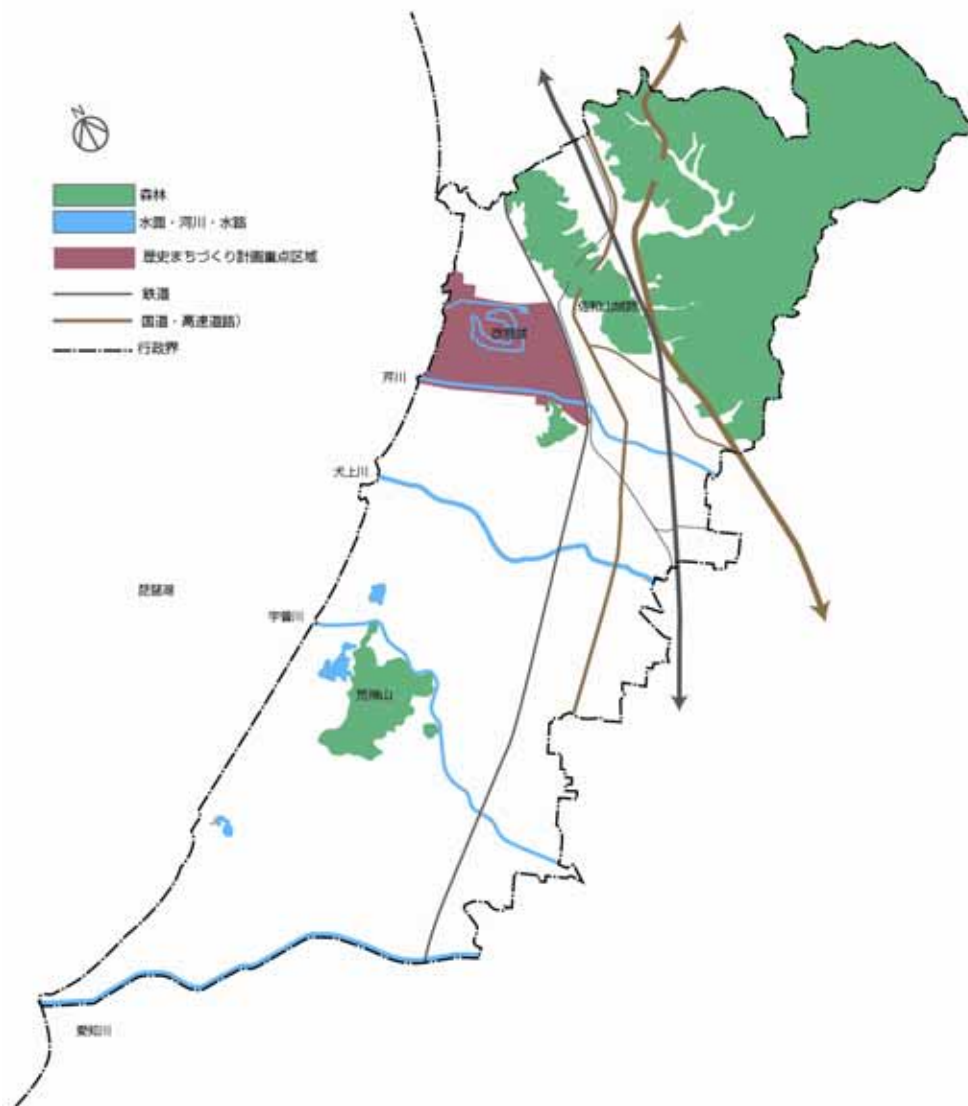 N
森林
水面・河川・水路
歴史まちづくり計画重点区域
鉄道
国道・高速道路）
行政界
佐和山城跡
彦根城
芹川
犬上川
琵琶湖
宇曽川
荒神山
愛知川